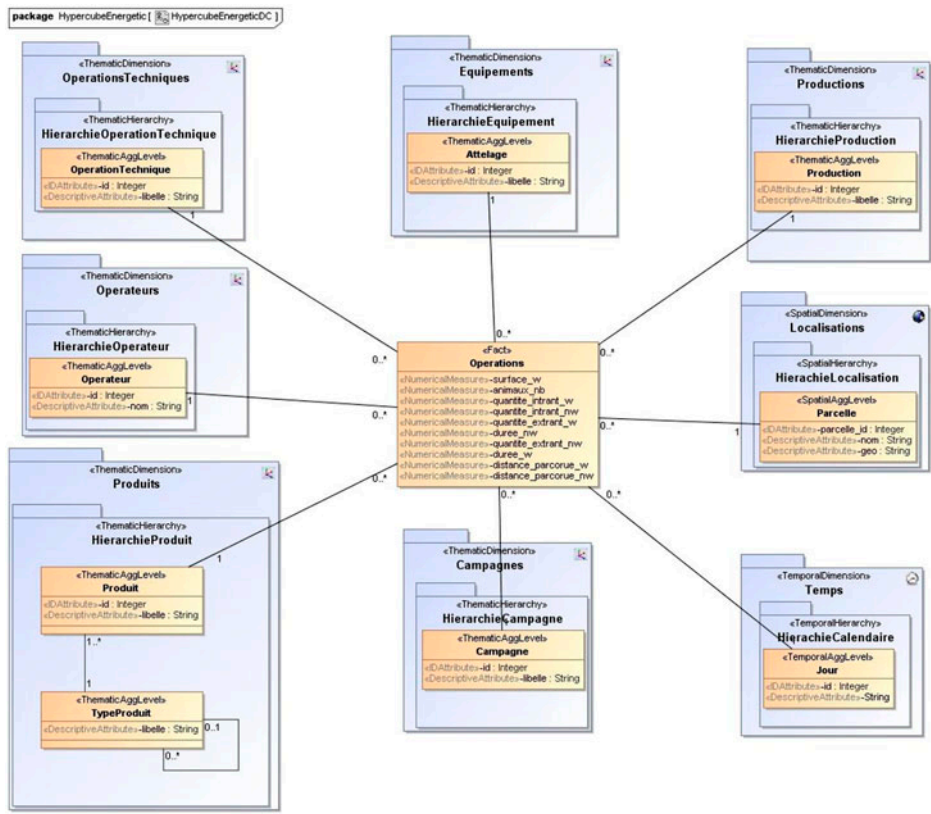 package HypercubeEnergetic [ HypercubeEnergeticDC ]
«ThematicDimension»
OperationsTechniques
«ThematicHierarchy»
HierarchieOperationTechnique
«ThematicAggLevel»
OperationTechnique
«IDAttribute»-id : Integer
«DescriptiveAttribute»-libelle : String
1
«ThematicDimension»
Equipements
«ThematicHierarchy»
HierarchieEquipement
«ThematicAggLevel»
Attelage
«IDAttribute»-id : Integer
«DescriptiveAttribute»-libelle : String
1
«ThematicDimension»
Productions
«ThematicHierarchy»
HierarchieProduction
«ThematicAggLevel»
Production
«IDAttribute»-id : Integer
«DescriptiveAttribute»-libelle : String
1
«ThematicDimension»
Operateurs
«ThematicHierarchy»
HierarchieOperateur
«ThematicAggLevel»
Operateur
«IDAttribute»-id : Integer
«DescriptiveAttribute»-nom : String
1
0..*
0..*
0..*
«Fact»
Operations
«NumericalMeasure»-surface_w
«NumericalMeasure»-animaux_nb
«NumericalMeasure»-quantite_intrant_w
«NumericalMeasure»-quantite_intrant_nw
«NumericalMeasure»-quantite_extrant_w
«NumericalMeasure»-duree_nw
«NumericalMeasure»-quantite_extrant_nw
«NumericalMeasure»-duree_w
«NumericalMeasure»-distance_parcorue_w
«NumericalMeasure»-distance_parcorue_nw
0..*
0..*
0..*
0..*
0..*
«SpatialDimension»
Localisations
«SpatialHierarchy»
HierachieLocalisation
«SpatialAggLevel»
Parcelle
«IDAttribute»-parcelle_id : Integer
«DescriptiveAttribute»-nom : String
«DescriptiveAttribute»-geo : String
1
«ThematicDimension»
Produits
«ThematicHierarchy»
HierarchieProduit
1
«ThematicAggLevel»
Produit
«IDAttribute»-id : Integer
«DescriptiveAttribute»-libelle : String
1..*
1
«ThematicAggLevel»
TypeProduit
«DescriptiveAttribute»-libelle : String
0..1
0..*
«ThematicDimension»
Campagnes
«ThematicHierarchy»
HierarchieCampagne
«ThematicAggLevel»
Campagne
«IDAttribute»-id : Integer
«DescriptiveAttribute»-libelle : String
«TemporalDimension»
Temps
«TemporalHierarchy»
HierachieCalendaire
«TemporalAggLevel»
Jour
«IDAttribute»-id : Integer
«DescriptiveAttribute»-String